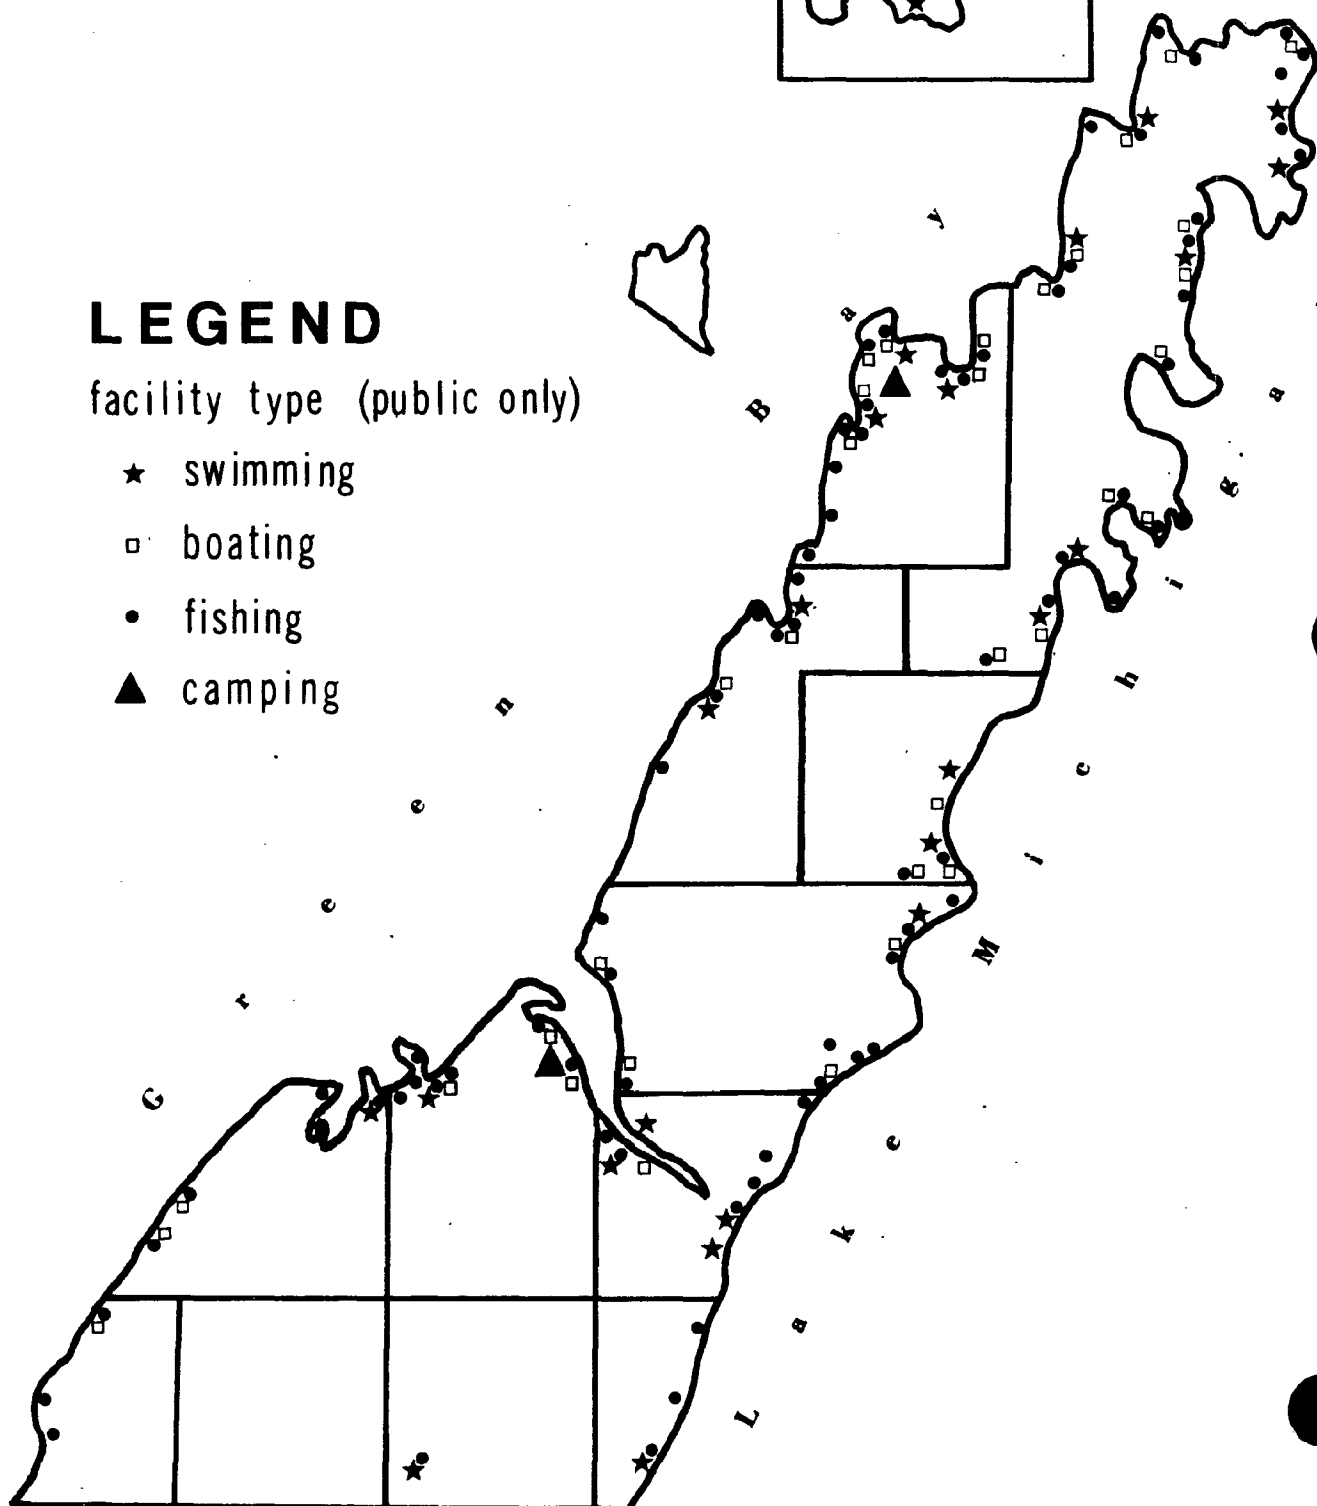 LEGEND
facility type (public only)
swimming
boating
fishing
camping
Green Bay
Lake Michigan